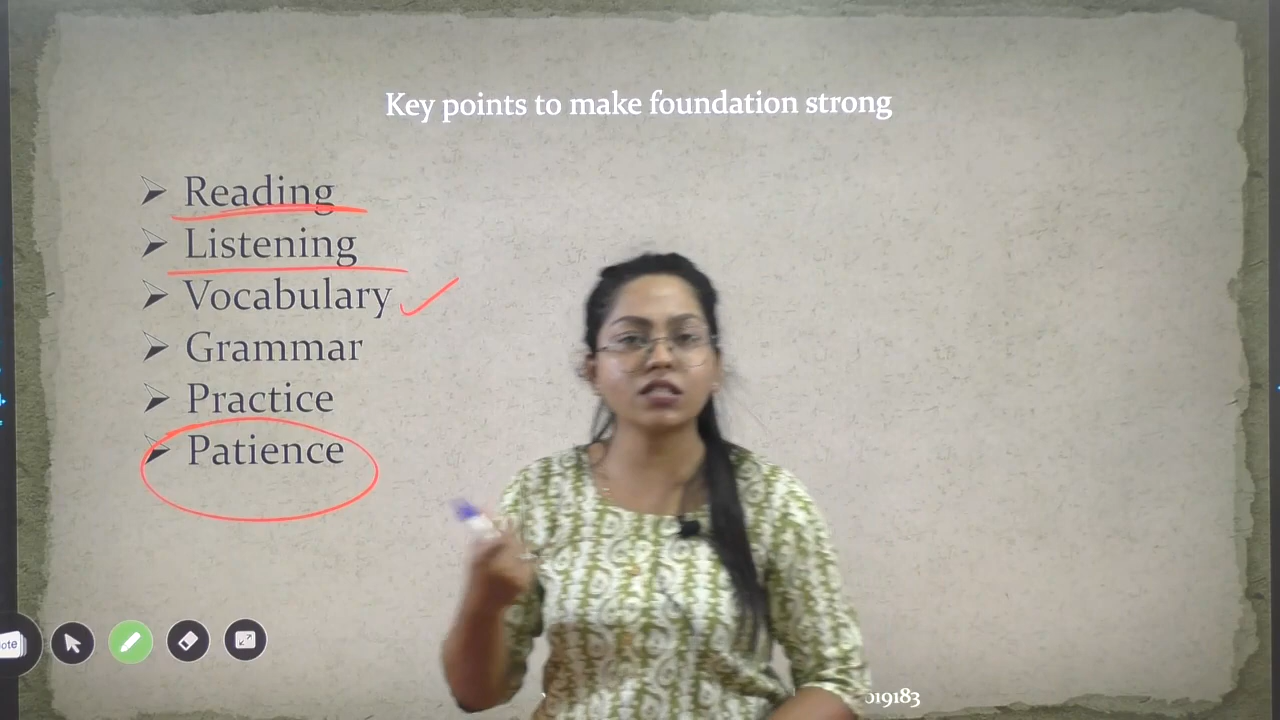 Key points to make foundation strong
Reading
Listening
Vocabulary
Grammar
Practice
Patience